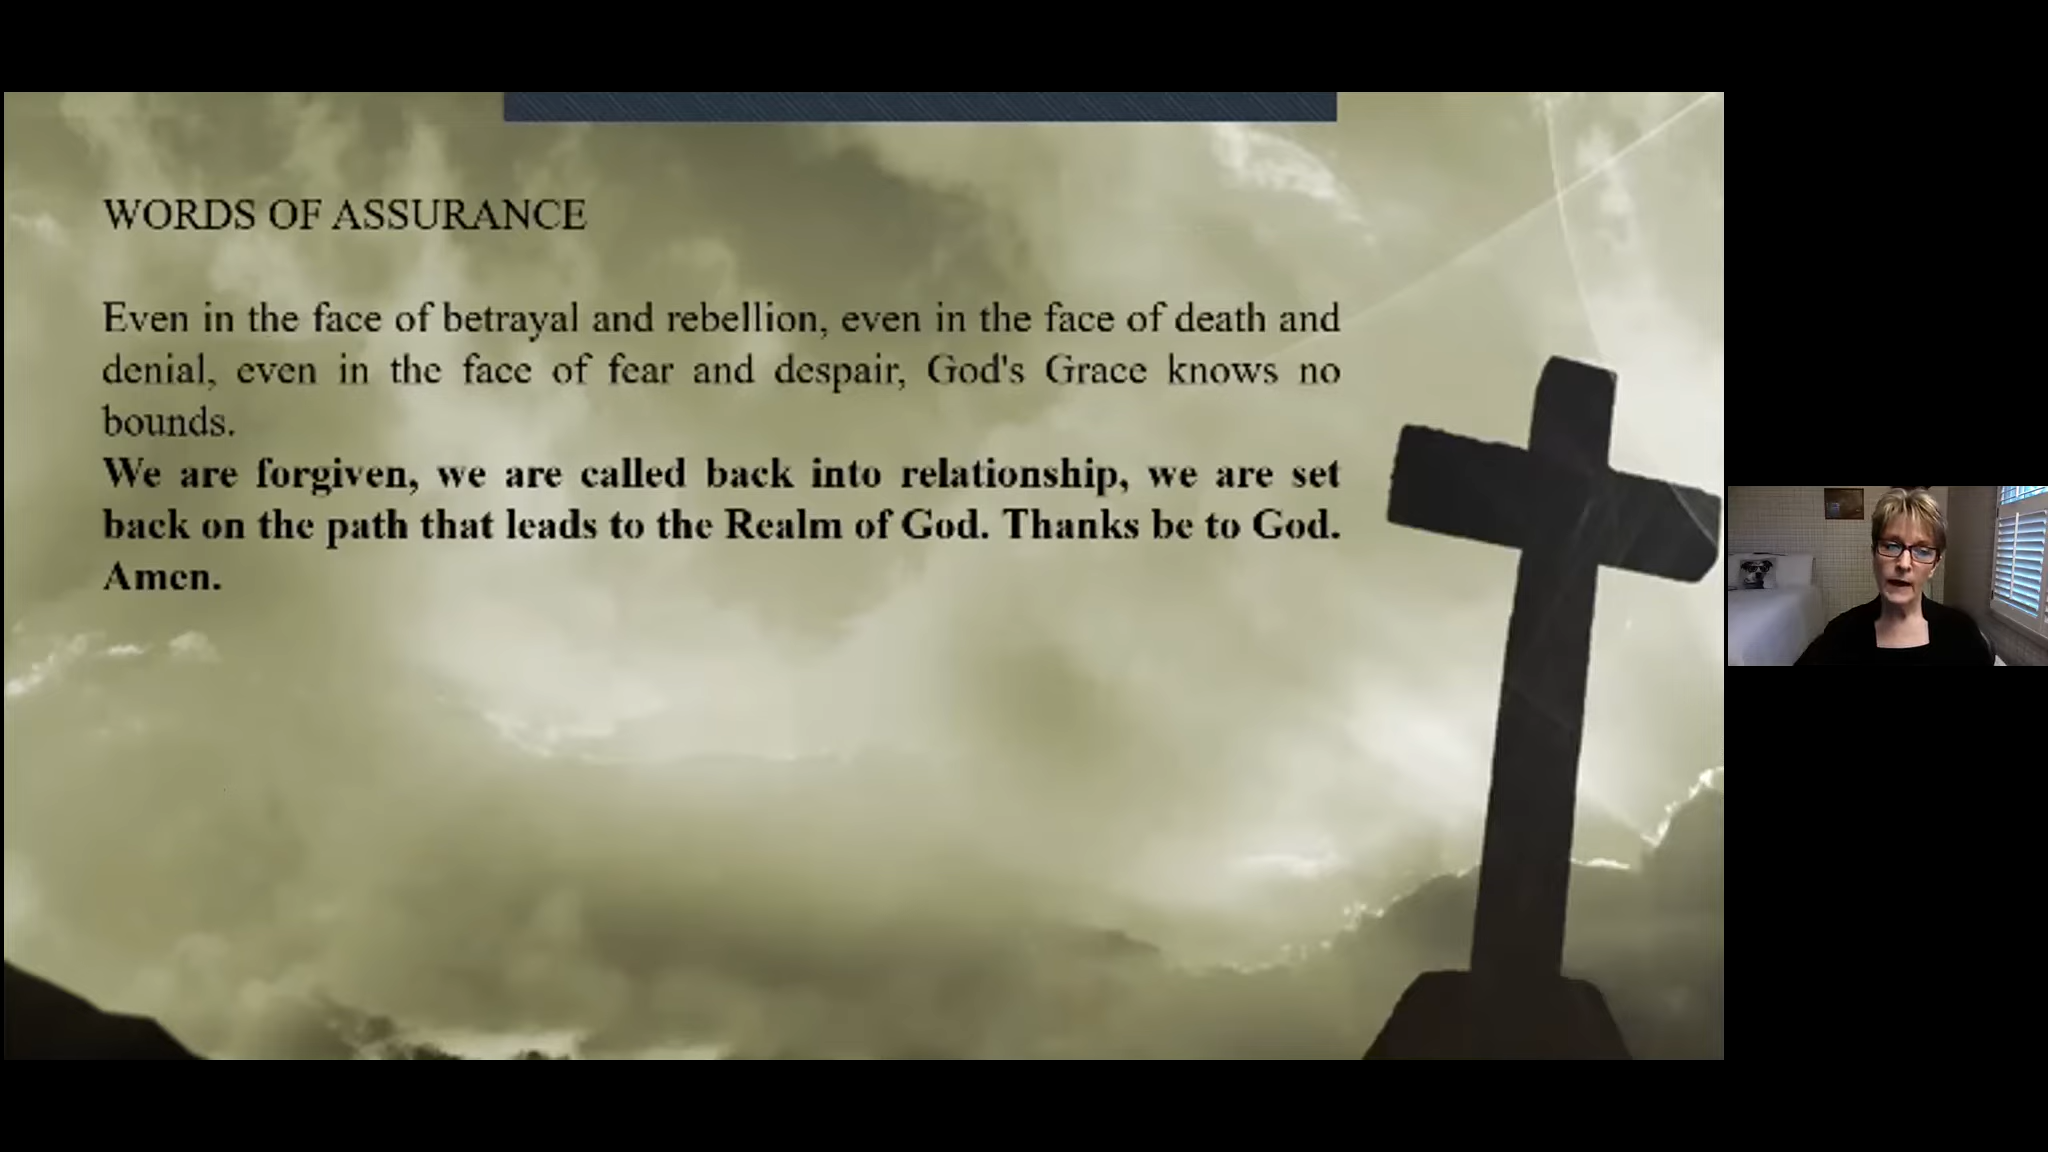 WORDS OF ASSURANCE
Even in the face of betrayal and rebellion, even in the face of death and
denial, even in the face of fear and despair, God's Grace knows no
bounds.
We are forgiven, we are called back into relationship, we are set
back on the path that leads to the Realm of God. Thanks be to God.
Amen.